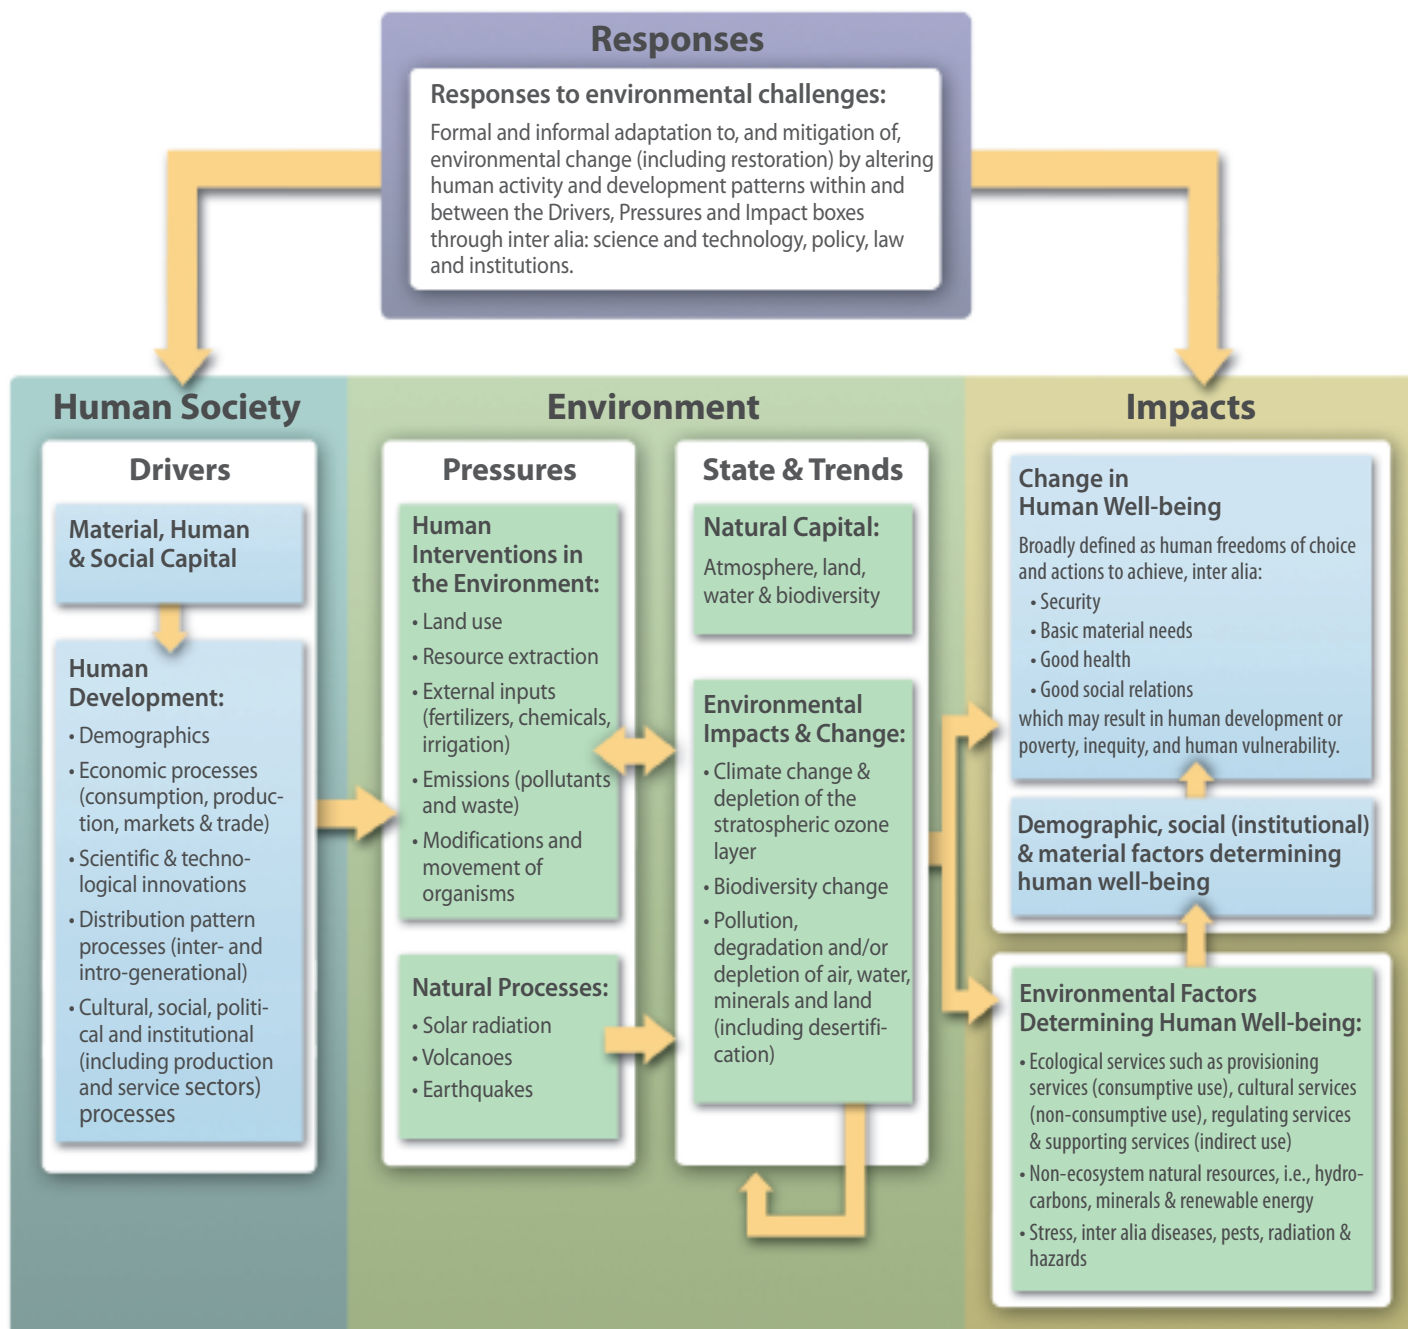 Responses
Responses to environmental challenges:
Formal and informal adaptation to, and mitigation of,
environmental change (including restoration) by altering
human activity and development patterns within and
between the Drivers, Pressures and Impact boxes
through inter alia: science and technology, policy, law
and institutions.
Human Society
Drivers
Material, Human
& Social Capital
Human
Development:
• Demographics
• Economic processes
(consumption, produc-
tion, markets & trade)
• Scientific & techno-
logical innovations
• Distribution pattern
processes (inter- and
intro-generational)
• Cultural, social, politi-
cal and institutional
(including production
and service sectors)
processes
Environment
Pressures
Human
Interventions in
the Environment:
• Land use
• Resource extraction
• External inputs
(fertilizers, chemicals,
irrigation)
• Emissions (pollutants
and waste)
• Modifications and
movement of
organisms
Natural Processes:
• Solar radiation
• Volcanoes
• Earthquakes
State & Trends
Natural Capital:
Atmosphere, land,
water & biodiversity
Environmental
Impacts & Change:
• Climate change &
depletion of the
stratospheric ozone
layer
• Biodiversity change
• Pollution,
degradation and/or
depletion of air, water,
minerals and land
(including desertifi-
cation)
Impacts
Change in
Human Well-being
Broadly defined as human freedoms of choice
and actions to achieve, inter alia:
• Security
• Basic material needs
• Good health
• Good social relations
which may result in human development or
poverty, inequity, and human vulnerability.
Demographic, social (institutional)
& material factors determining
human well-being
Environmental Factors
Determining Human Well-being:
• Ecological services such as provisioning
services (consumptive use), cultural services
(non-consumptive use), regulating services
& supporting services (indirect use)
• Non-ecosystem natural resources, i.e., hydro-
carbons, minerals & renewable energy
• Stress, inter alia diseases, pests, radiation &
hazards